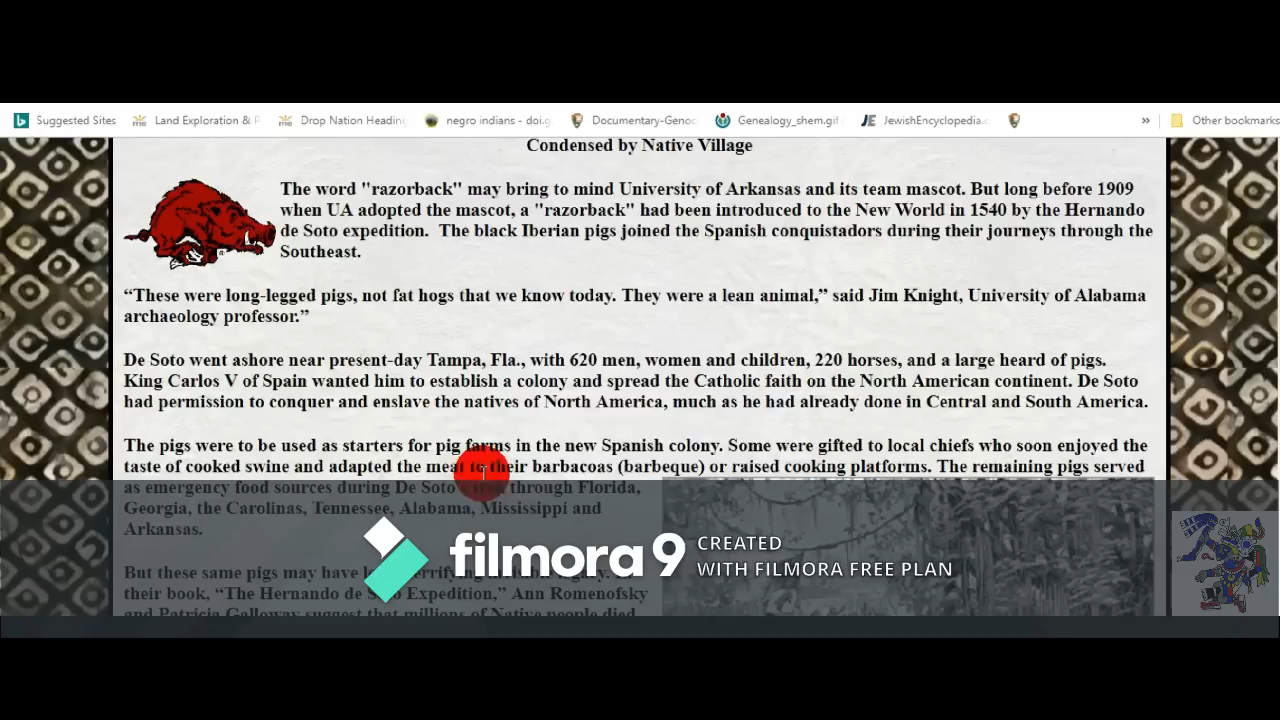 Suggested Sites
Land Exploration & P
Drop Nation Heading
negro indians - doi.g
Documentary-Genoc
Genealogy_shem.gif
JewishEncyclopedia.c
»
Other bookmarks
Condensed by Native Village
The word "razorback" may bring to mind University of Arkansas and its team mascot. But long before 1909
when UA adopted the mascot, a "razorback" had been introduced to the New World in 1540 by the Hernando
de Soto expedition. The black Iberian pigs joined the Spanish conquistadors during their journeys through the
Southeast.
“These were long-legged pigs, not fat hogs that we know today. They were a lean animal,” said Jim Knight, University of Alabama
archaeology professor.”
De Soto went ashore near present-day Tampa, Fla., with 620 men, women and children, 220 horses, and a large heard of pigs.
King Carlos V of Spain wanted him to establish a colony and spread the Catholic faith on the North American continent. De Soto
had permission to conquer and enslave the natives of North America, much as he had already done in Central and South America.
The pigs were to be used as starters for pig farms in the new Spanish colony. Some were gifted to local chiefs who soon enjoyed the
taste of cooked swine and adapted the meat to their barbacoas (barbeque) or raised cooking platforms. The remaining pigs served
as emergency food sources during De Soto's trek through Florida,
Georgia, the Carolinas, Tennessee, Alabama, Mississippi and
Arkansas.
But these same pigs may have
their book, “The Hernando de Soto Expedition,” Ann Romenofsky
and Patricia Galloway suggest that millions of Native people died
filmora 9
CREATED
WITH FILMORA FREE PLAN